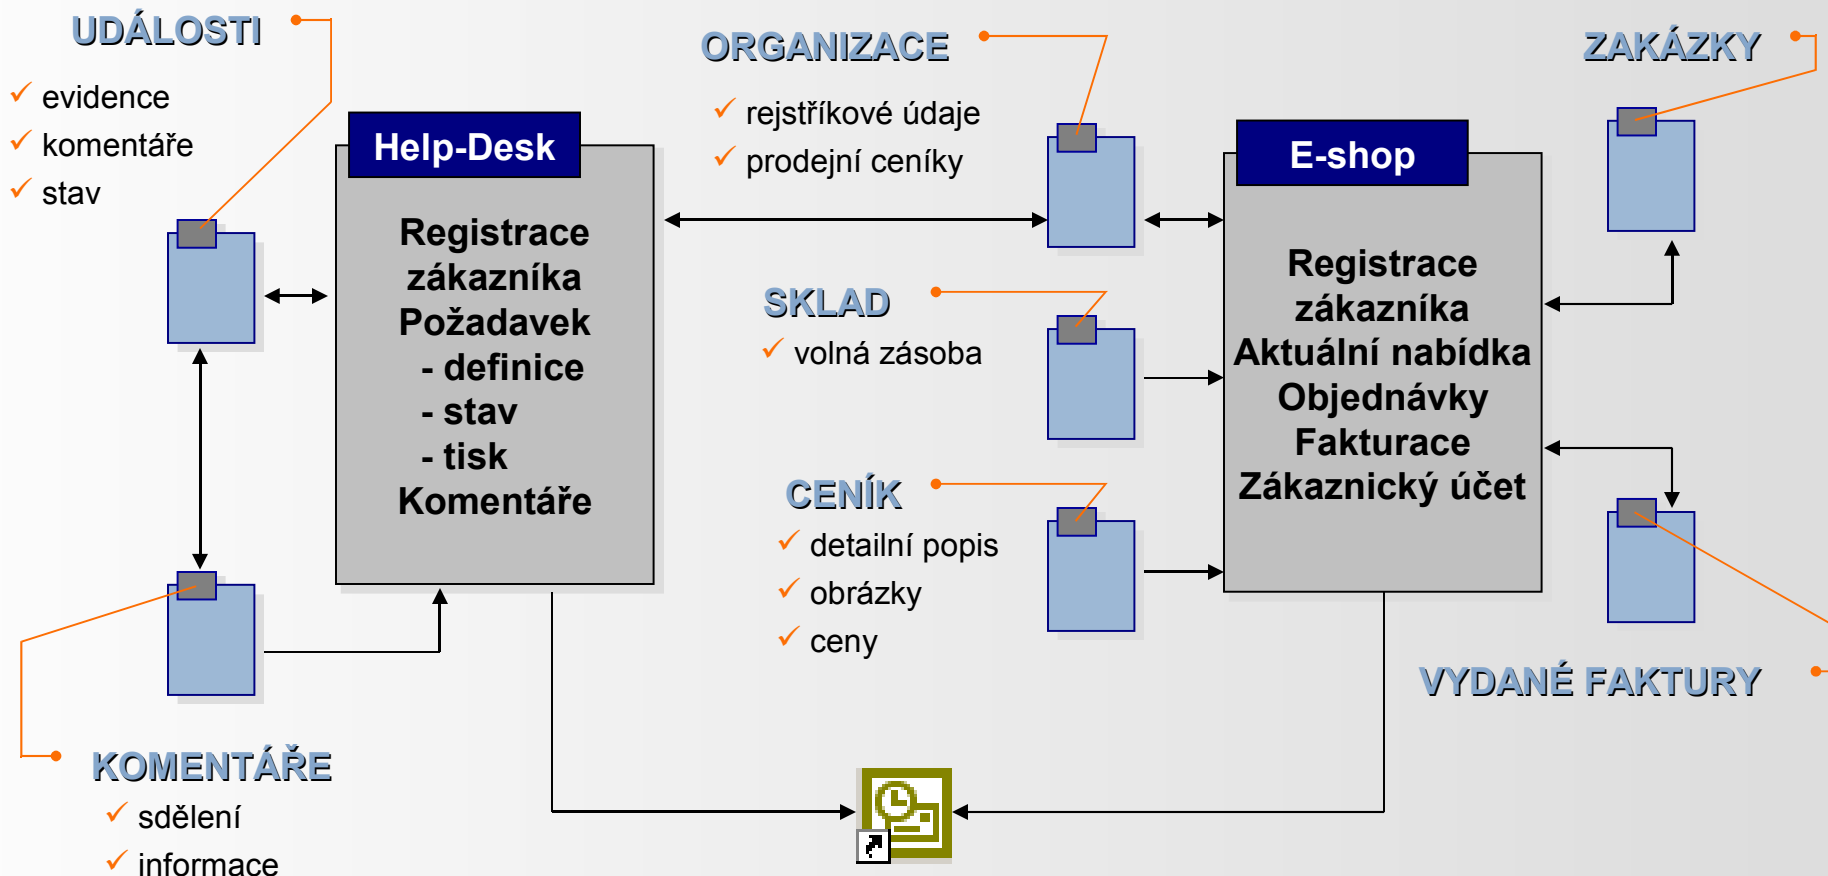 UDÁLOSTI
evidence
komentáře
stav
Help-Desk
Registrace
zákazníka
Požadavek
- definice
- stav
- tisk
Komentáře
KOMENTÁŘE
sdělení
informace
ORGANIZACE
rejstříkové údaje
prodejní ceníky
SKLAD
volná zásoba
CENÍK
detailní popis
obrázky
ceny
E-shop
Registrace
zákazníka
Aktuální nabídka
Objednávky
Fakturace
Zákaznický účet
ZAKÁZKY
VYDANÉ FAKTURY